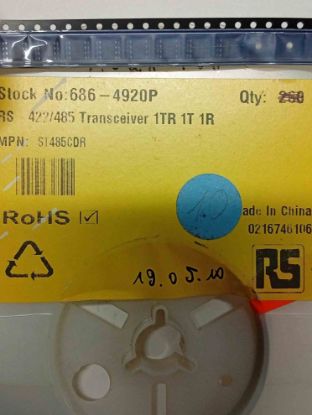 Stock No: 686-4920P Qty: 250
RS 422/485 Transceiver 1TR 1T 1R
MPN: ST485CDR
RoHS
10
ade In China
0216746106
RS
19.05.10